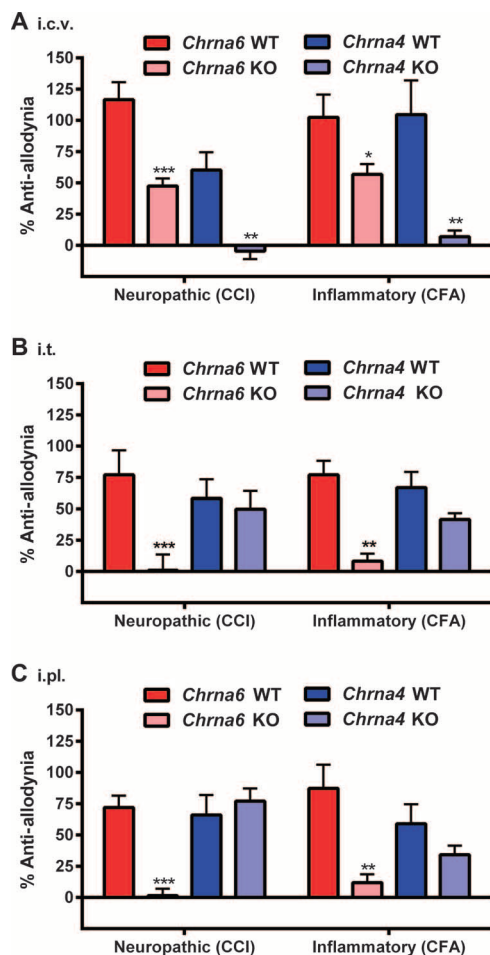 A i.c.v.
Chrna6 WT Chrna4 WT
Chrna6 KO Chrna4 KO
% Anti-allodynia
150
125
100
75
50
25
0
***
**
*
**
Neuropathic (CCI) Inflammatory (CFA)
B i.t.
Chrna6 WT Chrna4 WT
Chrna6 KO Chrna4 KO
% Anti-allodynia
150
125
100
75
50
25
0
***
**
Neuropathic (CCI) Inflammatory (CFA)
C i.pl.
Chrna6 WT Chrna4 WT
Chrna6 KO Chrna4 KO
% Anti-allodynia
150
125
100
75
50
25
0
***
**
Neuropathic (CCI) Inflammatory (CFA)